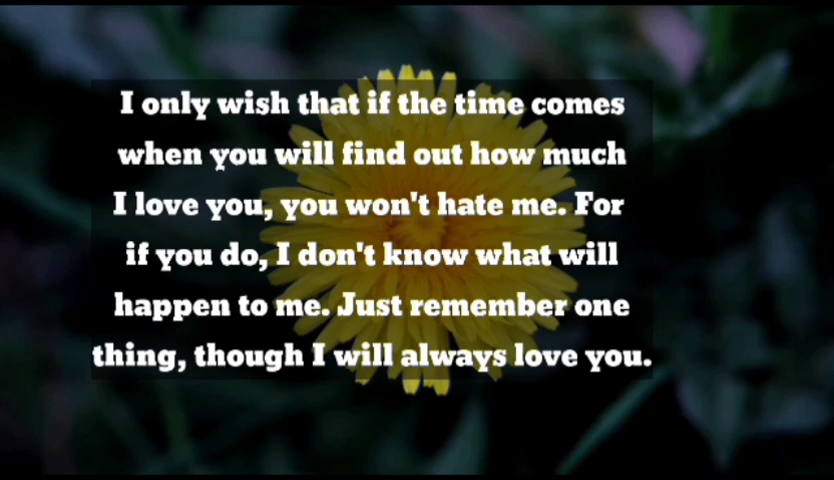 I only wish that if the time comes
when you will find out how much
I love you, you won't hate me. For
if you do, I don't know what will
happen to me. Just remember one
thing, though I will always love you.